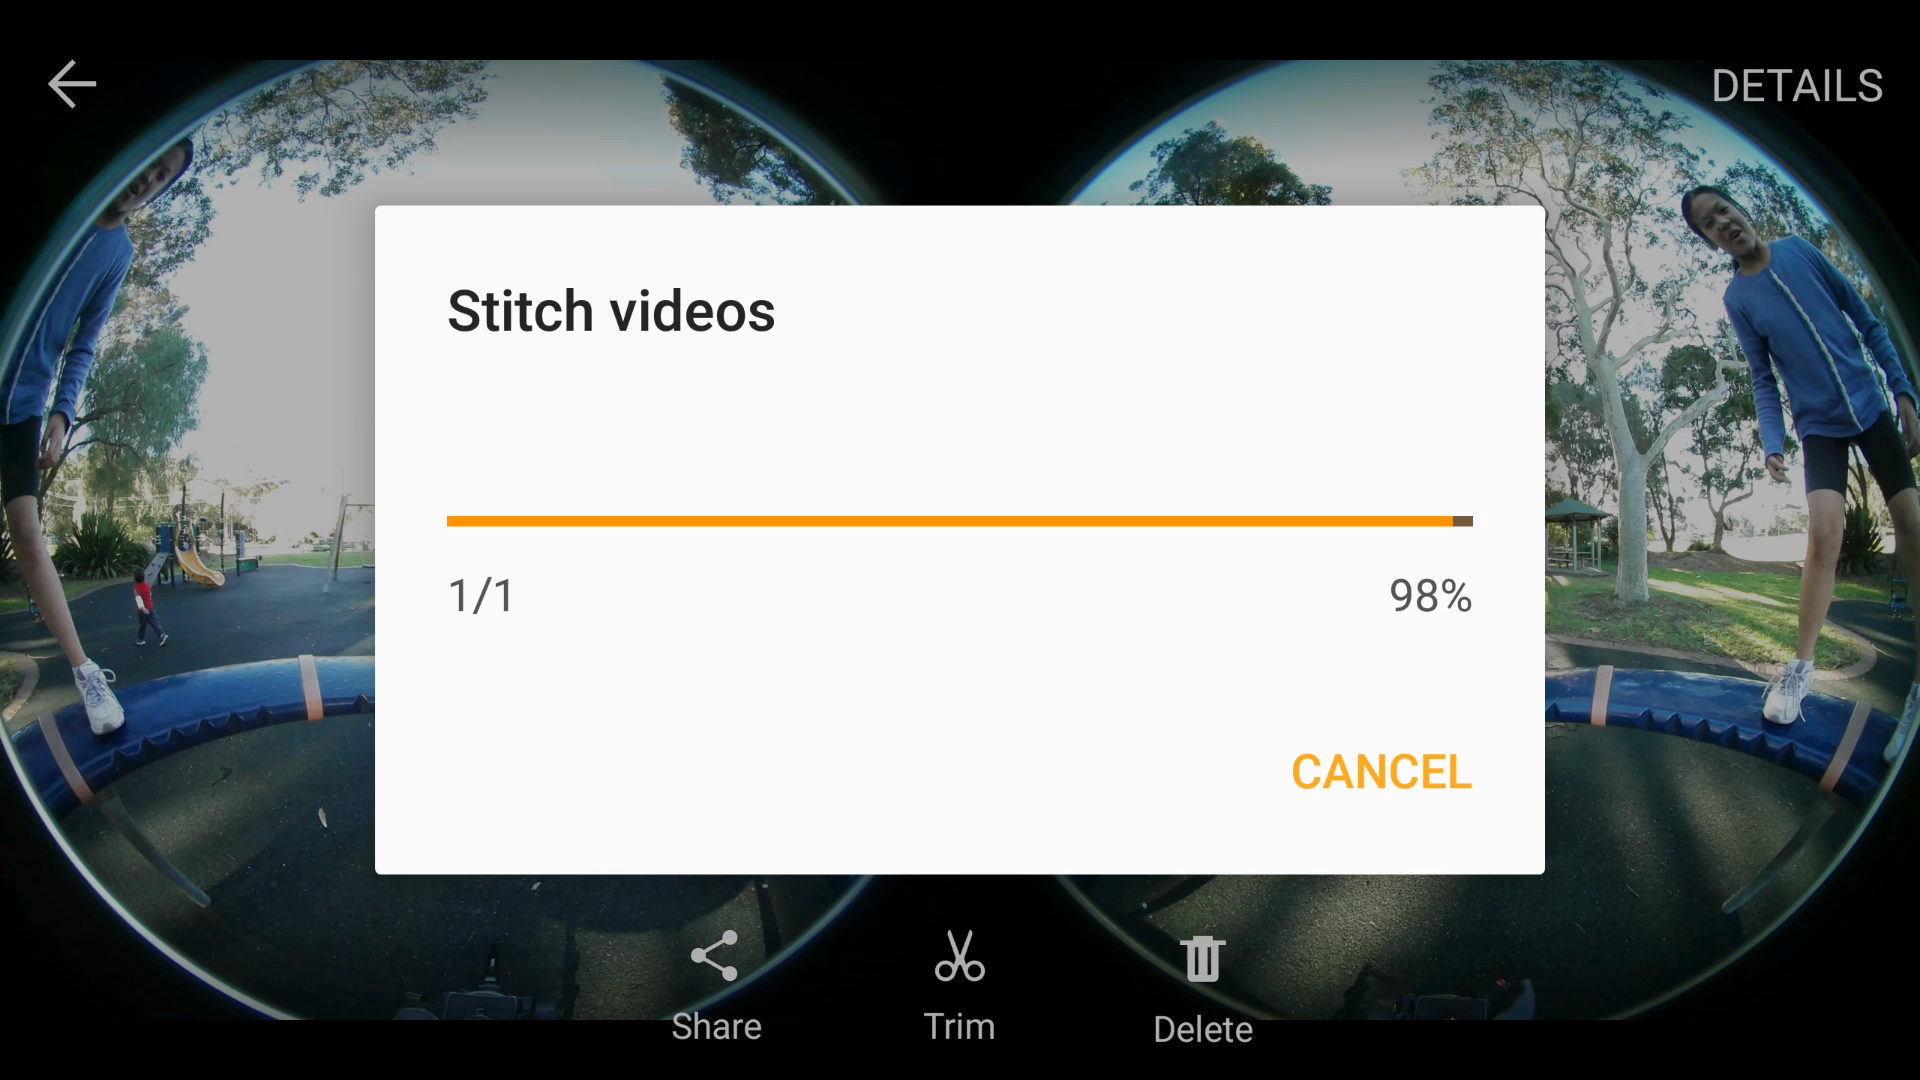 DETAILS
Stitch videos
1/1 98%
CANCEL
Share Trim Delete